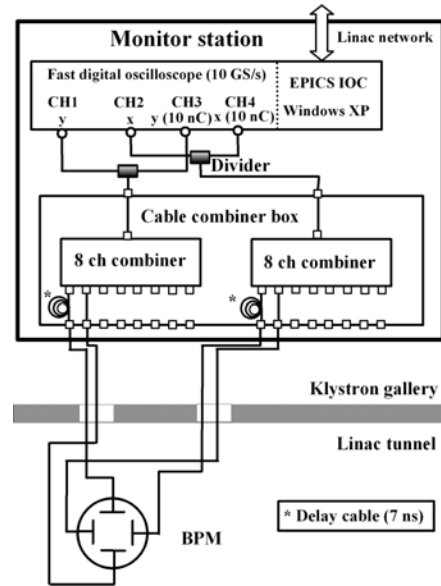 Monitor station
Linac network
Fast digital oscilloscope (10 GS/s)
EPICS IOC
Windows XP
CH1
CH2
CH3
CH4
y
x
y (10 nC)
x (10 nC)
Divider
Cable combiner box
8 ch combiner
8 ch combiner
*
*
Klystron gallery
Linac tunnel
BPM
* Delay cable (7 ns)